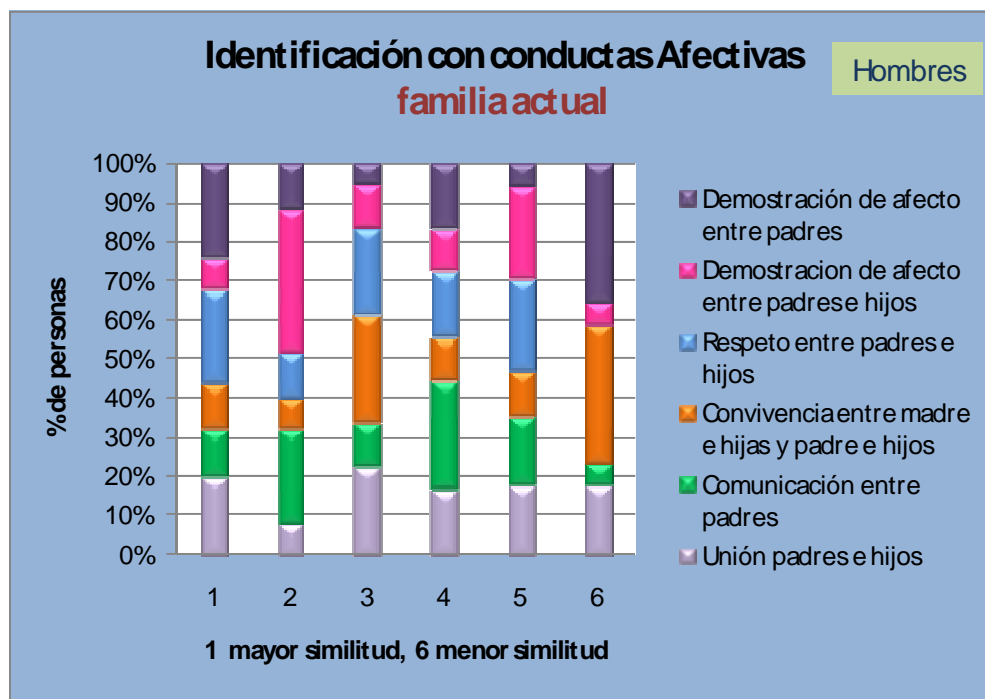 Identificación con conductas Afectivas
familia actual
Hombres
100%
90%
80%
70%
60%
50%
40%
30%
20%
10%
0%
% de personas
1 2 3 4 5 6
1 mayor similitud, 6 menor similitud
Demostración de afecto
entre padres
Demostracion de afecto
entre padres e hijos
Respeto entre padres e
hijos
Convivencia entre madre
e hijas y padre e hijos
Comunicación entre
padres
Unión padres e hijos